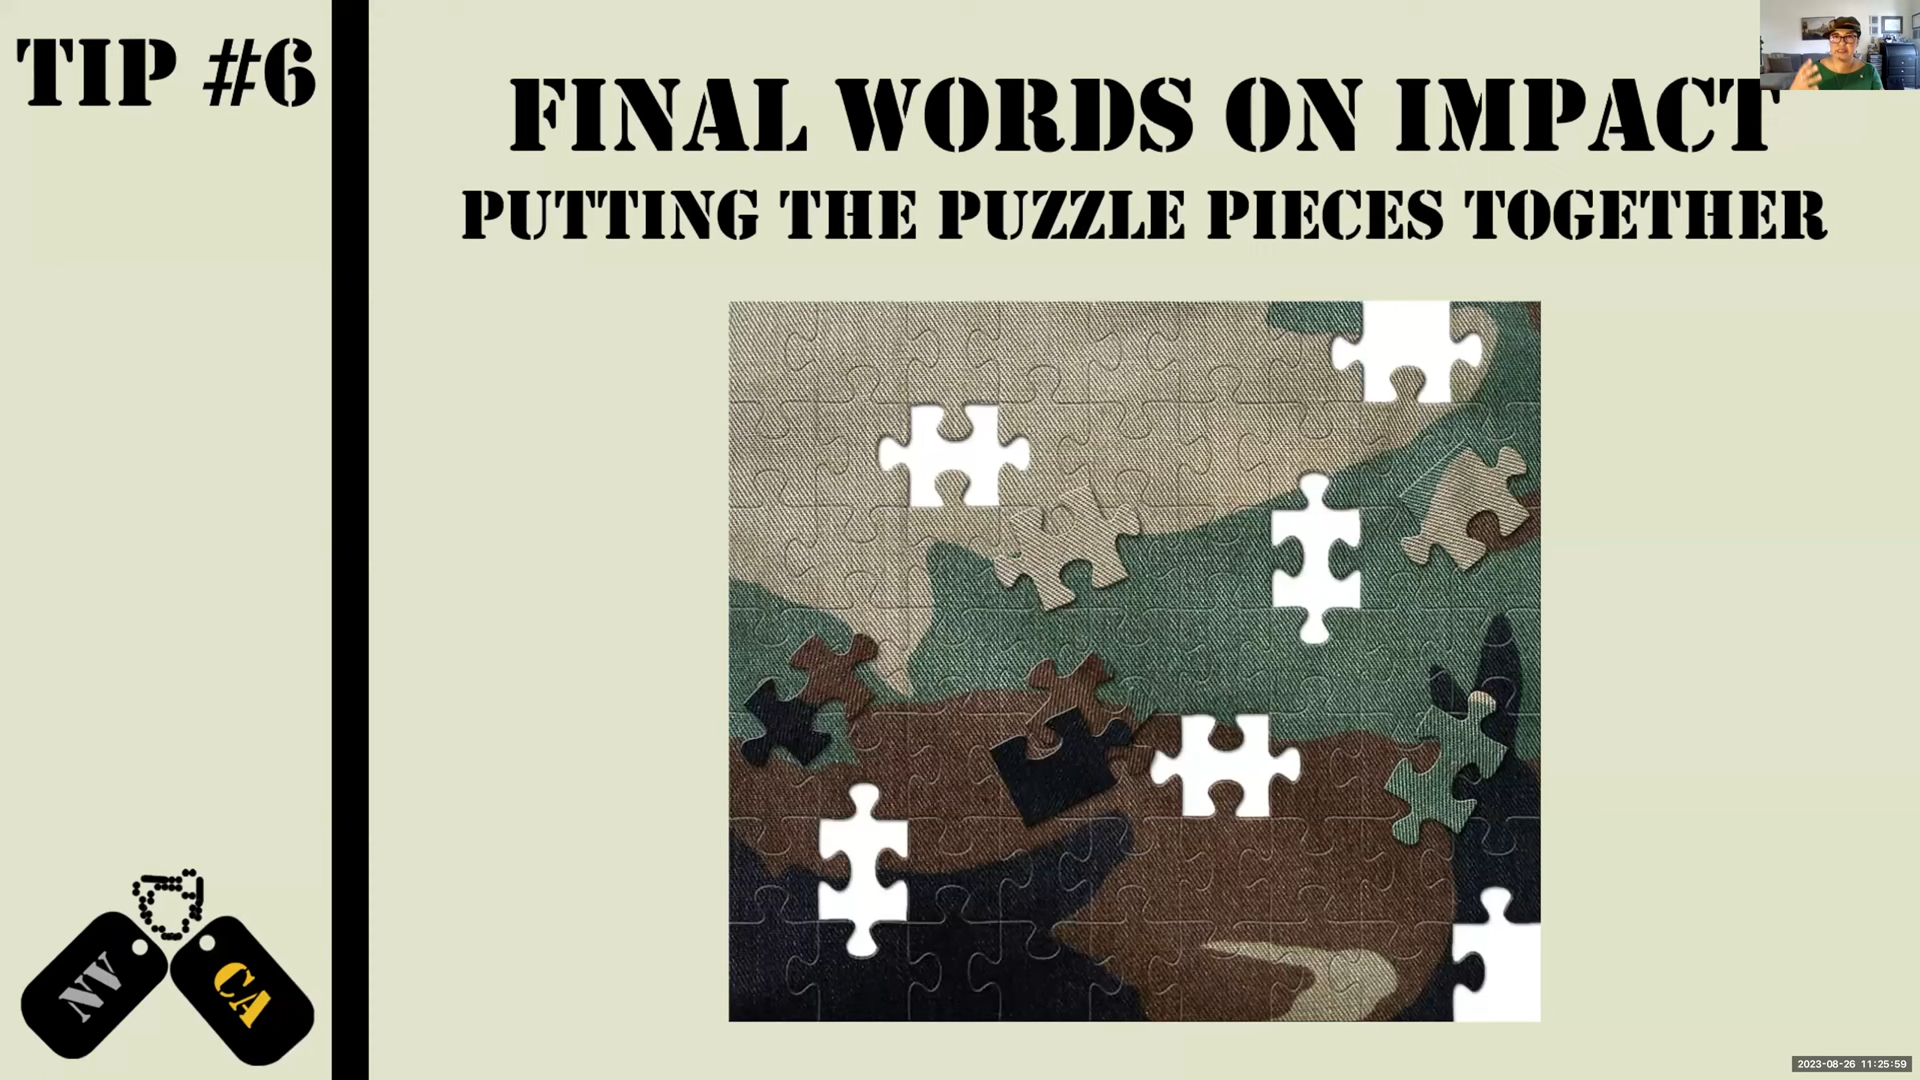 TIP #6
FINAL WORDS ON IMPACT
PUTTING THE PUZZLE PIECES TOGETHER
NV
CA
2023-08-26 11:25:59